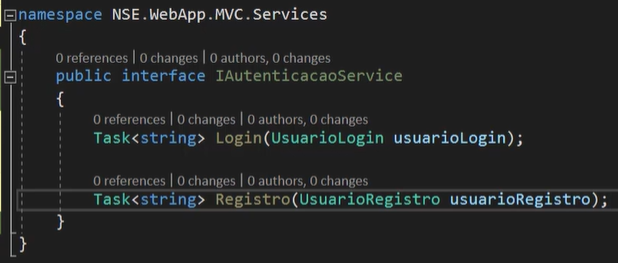 namespace NSE.WebApp.MVC.Services
{
0 references | 0 changes | 0 authors, 0 changes
public interface IAutenticacaoService
{
0 references | 0 changes | 0 authors, 0 changes
Task<string> Login(UsuarioLogin usuarioLogin);
0 references | 0 changes | 0 authors, 0 changes
Task<string> Registro(UsuarioRegistro usuarioRegistro);
}
}